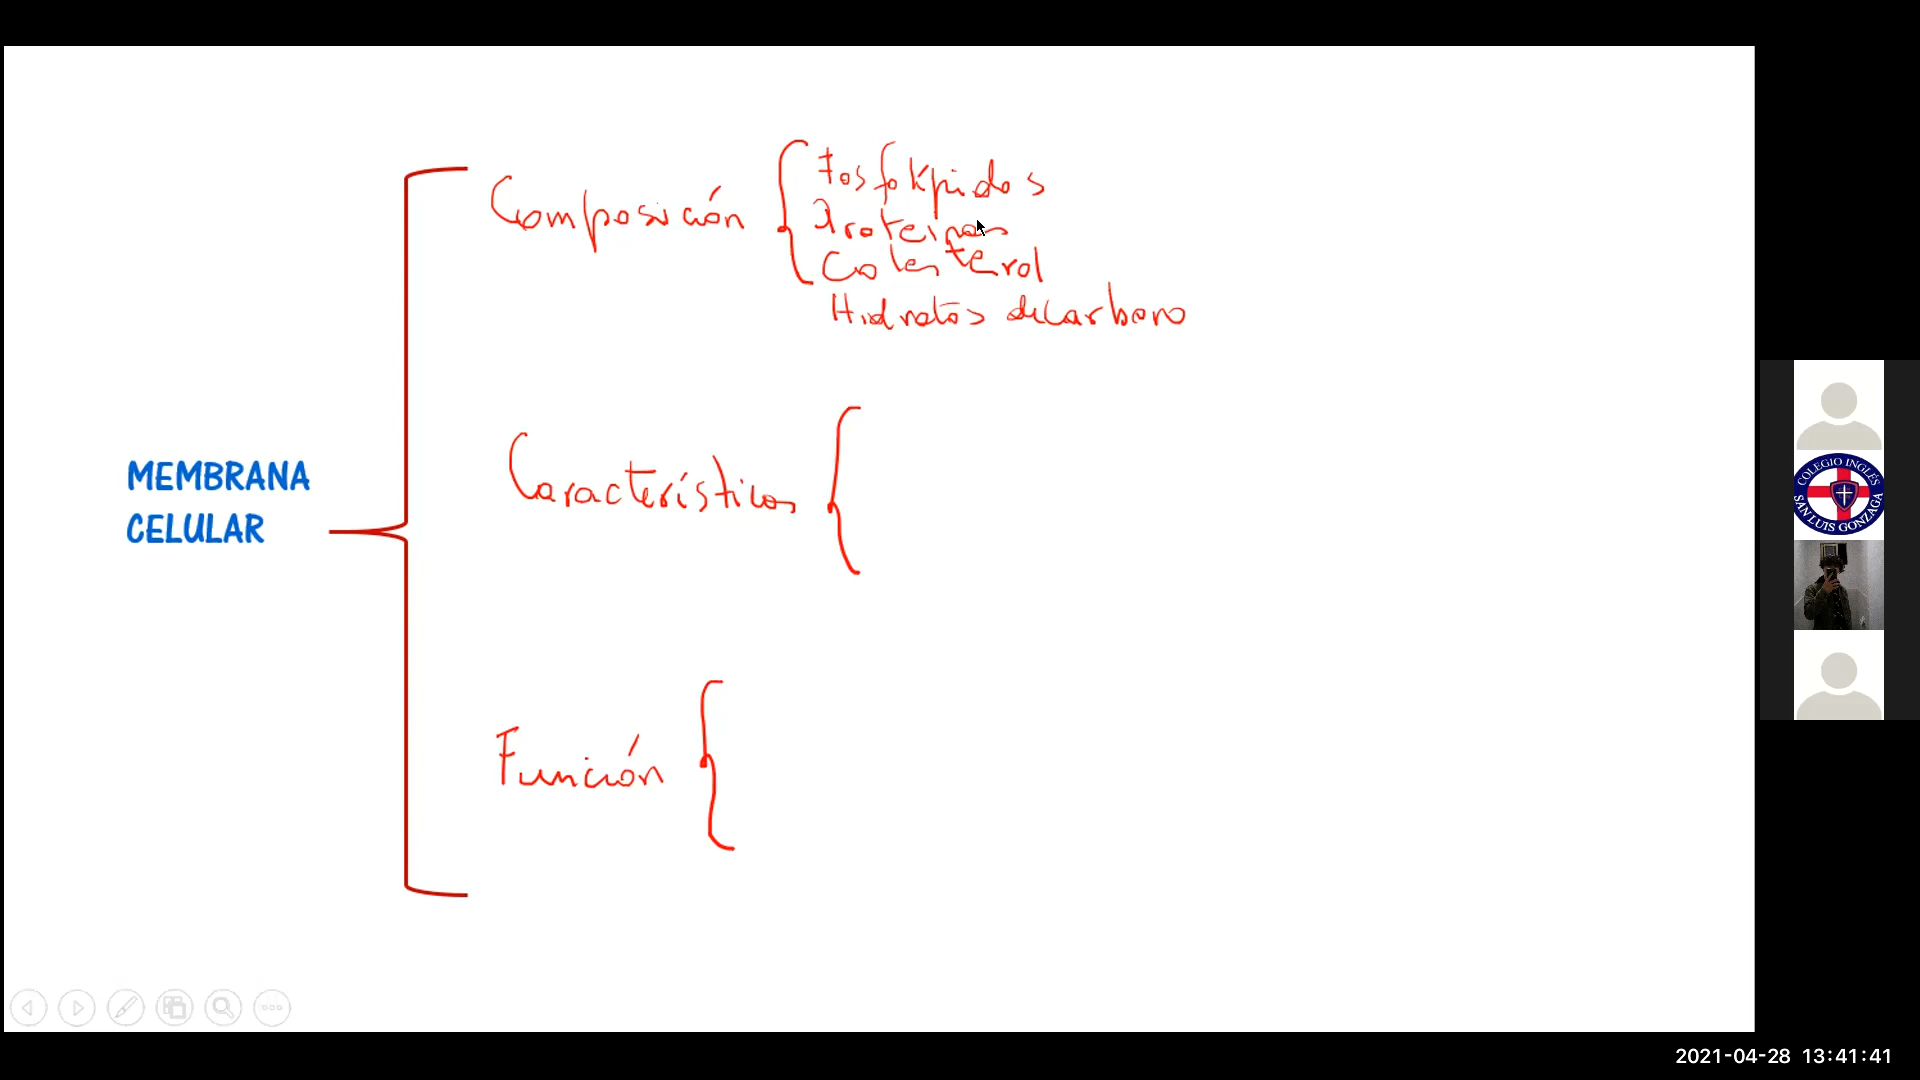 MEMBRANA
CELULAR
Composición
Fosfolípidos
Proteinas
Colesterol
Hidratos de carbono
Características
Función
COLEGIO INGLÉS
SAN LUIS GONZAGA
2021-04-28 13:41:41